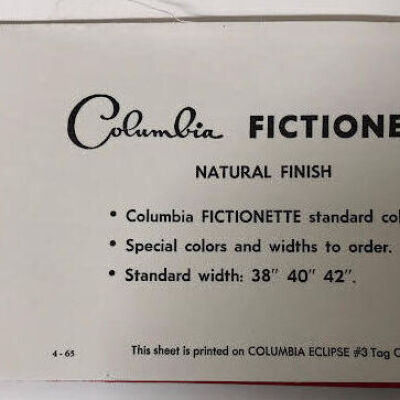 Columbia FICTIONE
NATURAL FINISH
• Columbia FICTIONETTE standard col
• Special colors and widths to order.
• Standard width: 38" 40" 42".
4-65 This sheet is printed on COLUMBIA ECLIPSE #3 Tag C